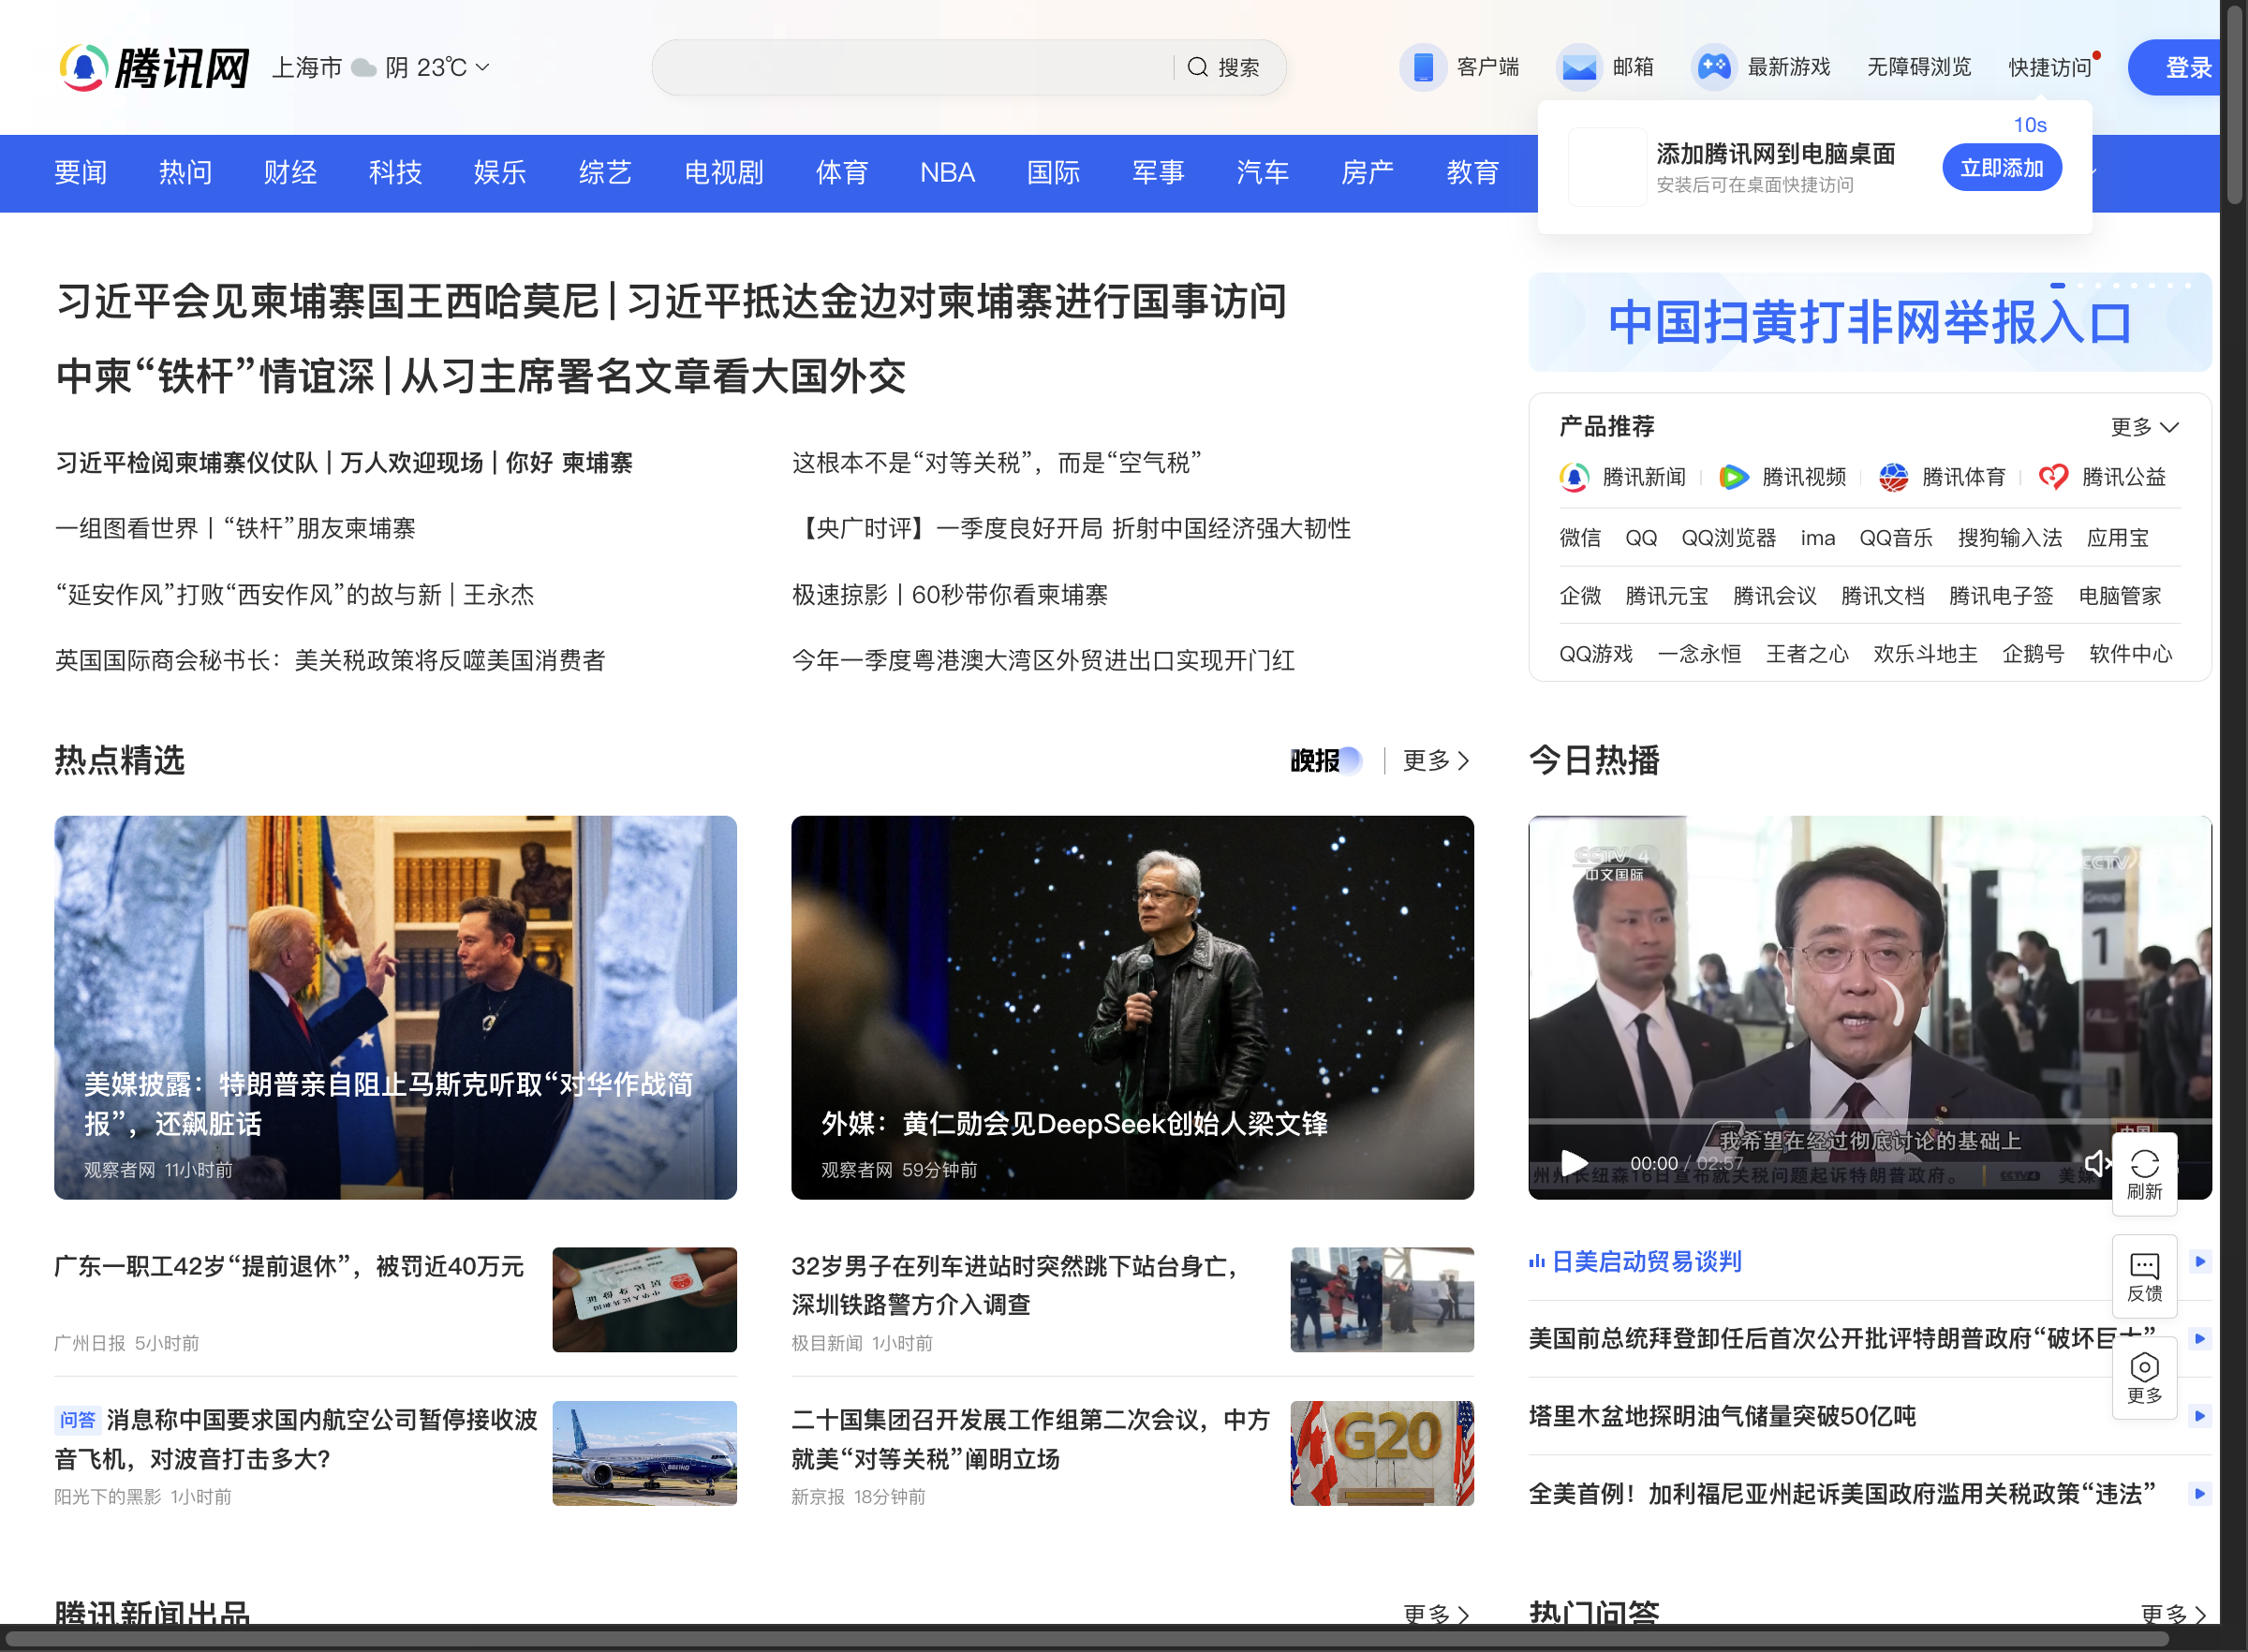 腾讯网 上海市 阴 23℃ 搜索 客户端 邮箱 最新游戏 无障碍浏览 快捷访问 登录
要闻 热问 财经 科技 娱乐 综艺 电视剧 体育 NBA 国际 军事 汽车 房产 教育
10s
添加腾讯网到电脑桌面
安装后可在桌面快捷访问
立即添加
习近平会见柬埔寨国王西哈莫尼|习近平抵达金边对柬埔寨进行国事访问
中柬“铁杆”情谊深|从习主席署名文章看大国外交
习近平检阅柬埔寨仪仗队|万人欢迎现场|你好 柬埔寨
一组图看世界丨“铁杆”朋友柬埔寨
“延安作风”打败“西安作风”的故与新|王永杰
英国国际商会秘书长：美关税政策将反噬美国消费者
这根本不是“对等关税”，而是“空气税”
【央广时评】一季度良好开局 折射中国经济强大韧性
极速掠影丨60秒带你看柬埔寨
今年一季度粤港澳大湾区外贸进出口实现开门红
中国扫黄打非网举报入口
产品推荐 更多
腾讯新闻 腾讯视频 腾讯体育 腾讯公益
微信 QQ QQ浏览器 ima QQ音乐 搜狗输入法 应用宝
企微 腾讯元宝 腾讯会议 腾讯文档 腾讯电子签 电脑管家
QQ游戏 一念永恒 王者之心 欢乐斗地主 企鹅号 软件中心
热点精选 晚报 更多
美媒披露：特朗普亲自阻止马斯克听取“对华作战简
报”，还飙脏话
观察者网 11小时前
外媒：黄仁勋会见DeepSeek创始人梁文锋
观察者网 59分钟前
广东一职工42岁“提前退休”，被罚近40万元
广州日报 5小时前
32岁男子在列车进站时突然跳下站台身亡，
深圳铁路警方介入调查
极目新闻 1小时前
问答 消息称中国要求国内航空公司暂停接收波
音飞机，对波音打击多大？
阳光下的黑影 1小时前
BOEING
二十国集团召开发展工作组第二次会议，中方
就美“对等关税”阐明立场
新京报 18分钟前
G20
今日热播
CCTV 4
中文国际
CCTV
Group
1
我希望在经过彻底讨论的基础上
00:00 / 02:57
州州长纽森16日宣布就关税问题起诉特朗普政府。 CCTV4 美媒
日美启动贸易谈判
美国前总统拜登卸任后首次公开批评特朗普政府“破坏巨大”
塔里木盆地探明油气储量突破50亿吨
全美首例！加利福尼亚州起诉美国政府滥用关税政策“违法”
刷新
反馈
更多
腾讯新闻出品 更多
热门问答 更多